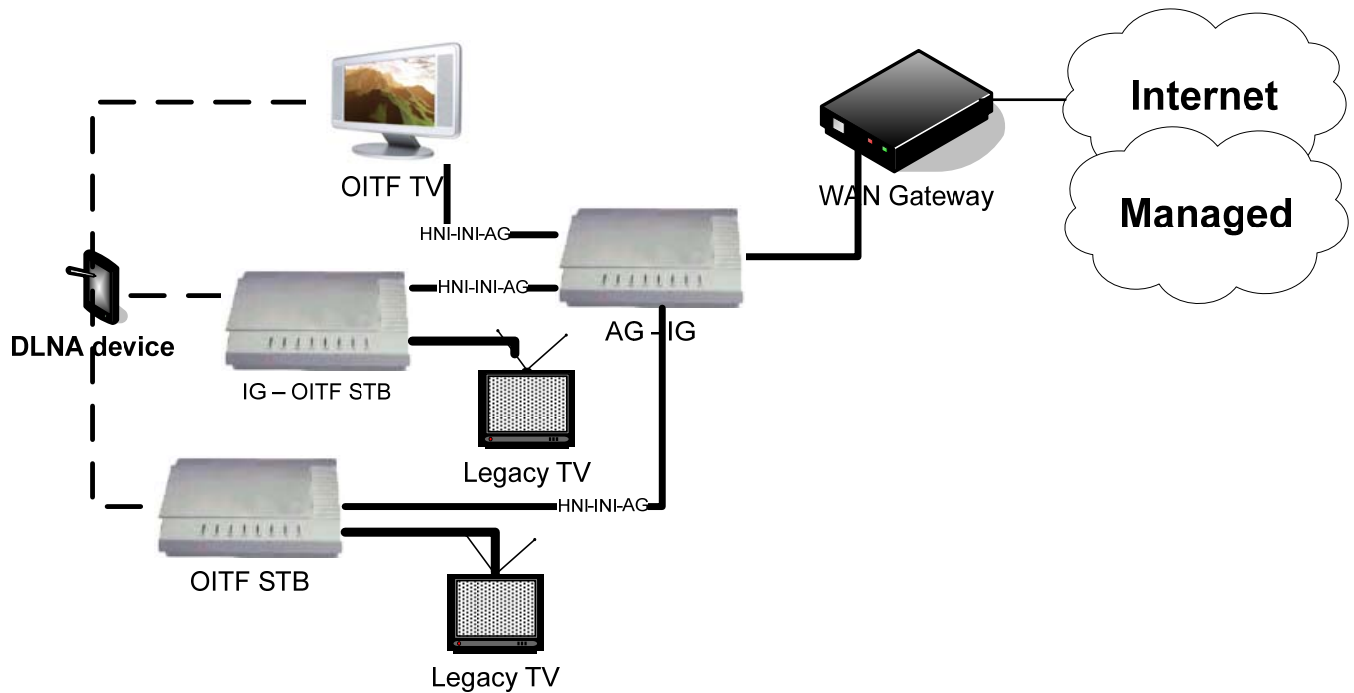 Internet
Managed
WAN Gateway
OITF TV
HNI-INI-AG
HNI-INI-AG
AG – IG
DLNA device
IG – OITF STB
Legacy TV
HNI-INI-AG
OITF STB
Legacy TV